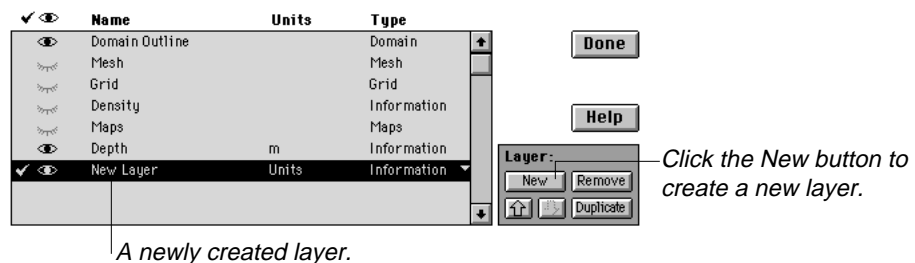 Name Units Type
Domain Outline Domain
Mesh Mesh
Grid Grid
Density Information
Maps Maps
Depth m Information
New Layer Units Information
Done
Help
Layer:
New Remove
Duplicate
Click the New button to
create a new layer.
A newly created layer.